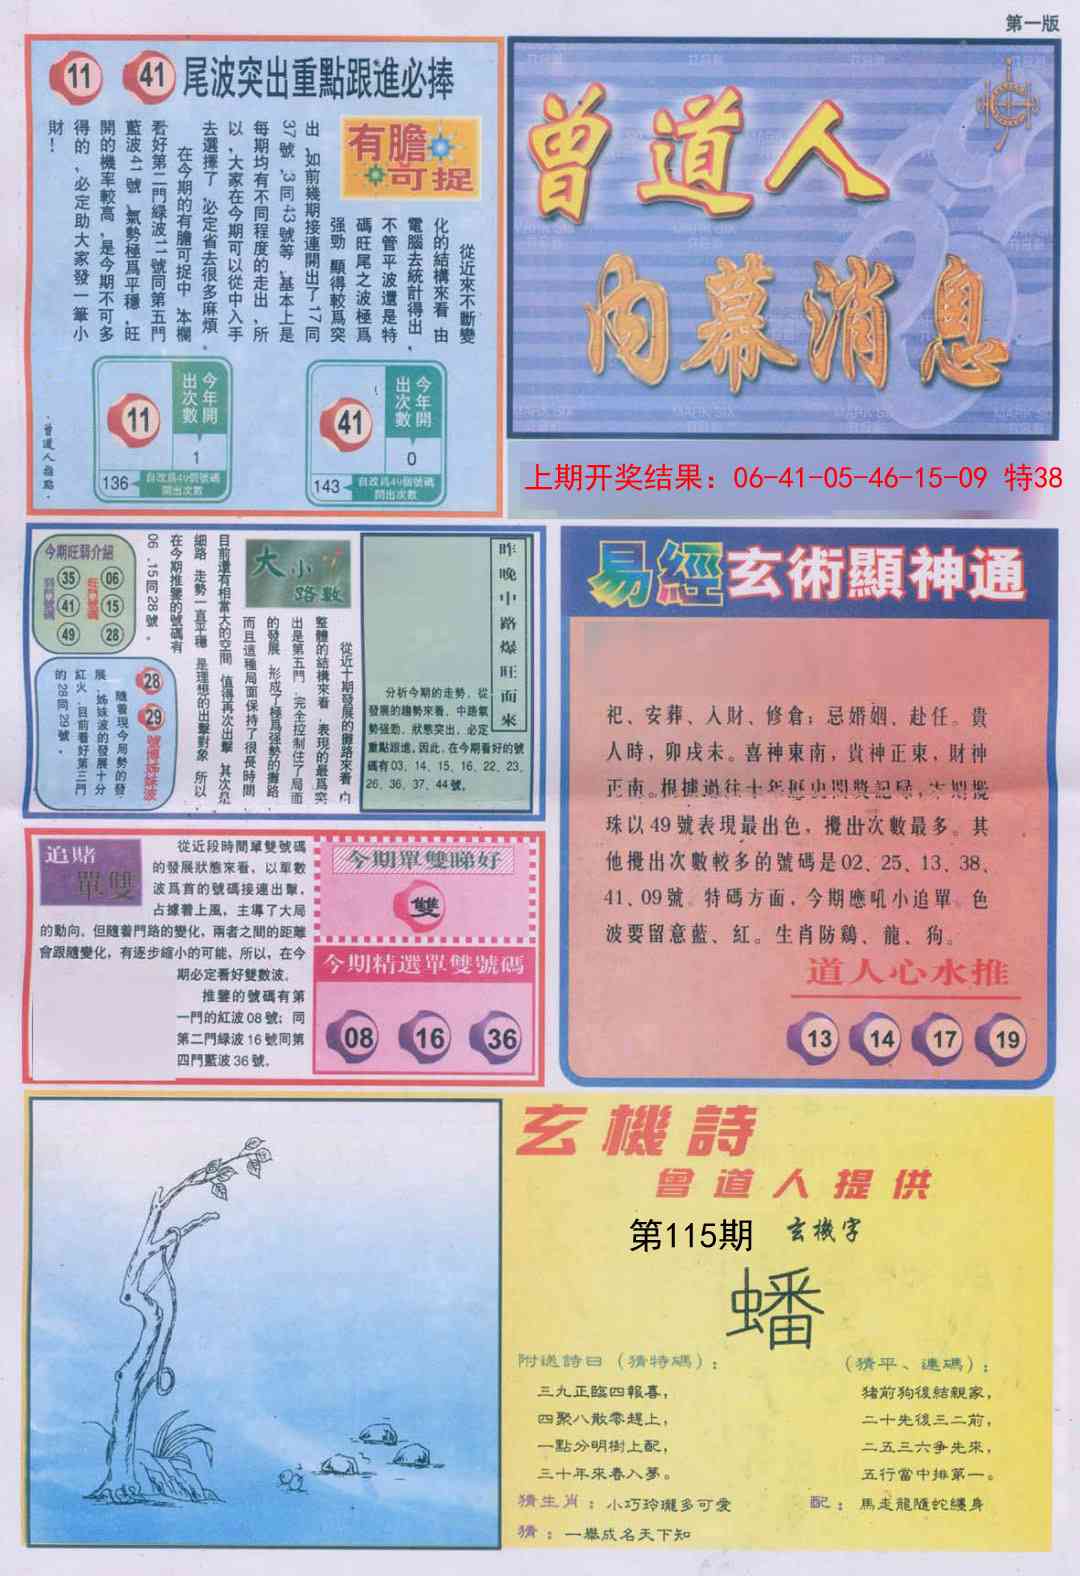 第一版
11 41 尾波突出重點跟進必捧
有膽可捉
從近來不斷變
化的結構來看,由
電腦去統計得出,
不管平波還是特
碼旺尾之波極爲
强勁,顯得較爲突
出,如前幾期接連開出了17同
37號,3同43號等,基本上是
每期均有不同程度的走出,所
以,大家在今期可以從中入手
去選擇了,必定省去很多麻煩。
在今期的有膽可捉中,本欄
看好第二門綠波11號同第五門
藍波41號,氣勢極爲平穩,旺
開的機率較高,是今期不可多
得的,必定助大家發一筆小
財!
·曾道人指點·
11
今年開出次數
1
136
自改爲49個號碼開出次數
41
今年開出次數
0
143
自改爲49個號碼開出次數
曾道人
内幕消息
上期开奖结果：06-41-05-46-15-09 特38
今期旺弱介紹
35 06
41 15
49 28
大小路數
從近十期發展的攤路來看,
整體的結構來看,表現的最爲突
出是第五門,完全控制住了局面
的發展,形成了極爲强勢的攤路,
而且這種局面保持了很長時間,
目前還有相當大的空間,值得再次出擊,其次是
細路,走勢一直平穩,是理想的出擊對象,所以,
在今期推鑒的號碼有
06、15同28號。
28
29
號博姊妹波
隨着現今局勢的發
展,姊妹波的發展十分
紅火,目前看好第三門
的28同29號。
昨晚中路爆旺而來
分析今期的走勢,從
發展的趨勢來看,中路氣
勢强勁,狀態突出,必定
重點跟進,因此,在今期看好的號
碼有03、14、15、16、22、23、
26、36、37、44號。
易經玄術顯神通
祀、安葬、入財、修倉；忌婚姻、赴任。貴
人時，卯戌未。喜神東南，貴神正東，財神
正南。根據過往十年歷史開獎記録，本期攪
珠以49號表現最出色，攪出次數最多。其
他攪出次數較多的號碼是02、25、13、38、
41、09號。特碼方面，今期應吼小追單。色
波要留意藍、紅。生肖防鷄、龍、狗。
道人心水推
13 14 17 19
追賭單雙
從近段時間單雙號碼
的發展狀態來看，以單數
波爲首的號碼接連出擊，
占據着上風，主導了大局
的動向，但隨着門路的變化，兩者之間的距離
會跟隨變化，有逐步縮小的可能，所以，在今
期必定看好雙數波。
推鑒的號碼有第
一門的紅波08號；同
第二門綠波16號同第
四門藍波36號。
今期單雙睇好
雙
今期精選單雙號碼
08 16 36
玄機詩
曾道人提供
第115期 玄機字
蟠
附送詩曰（猜特碼）：
三九正臨四報喜，
四聚八散零趕上，
一點分明樹上配，
三十年來春入夢。
（猜平、連碼）：
猪前狗後結親家，
二十先後三二前，
二五三六争先來，
五行當中排第一。
猜生肖：小巧玲瓏多可愛
配：馬走龍隨蛇纏身
猜：一舉成名天下知